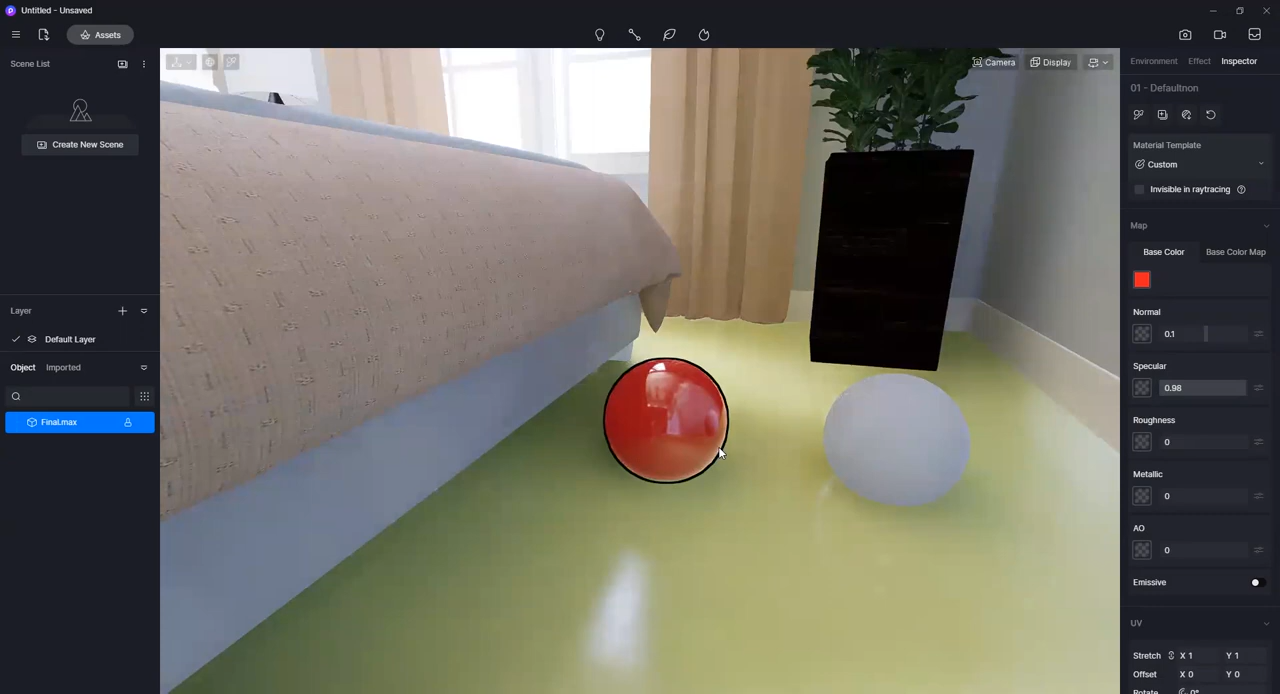 Untitled - Unsaved
Assets
Scene List
Create New Scene
Layer
Default Layer
Object Imported
Final.max
Camera
Display
Environment Effect Inspector
01 - Defaultnon
Material Template
Custom
Invisible in raytracing
Map
Base Color Base Color Map
Normal
0.1
Specular
0.98
Roughness
0
Metallic
0
AO
0
Emissive
UV
Stretch X 1 Y 1
Offset X 0 Y 0
Rotate 0°